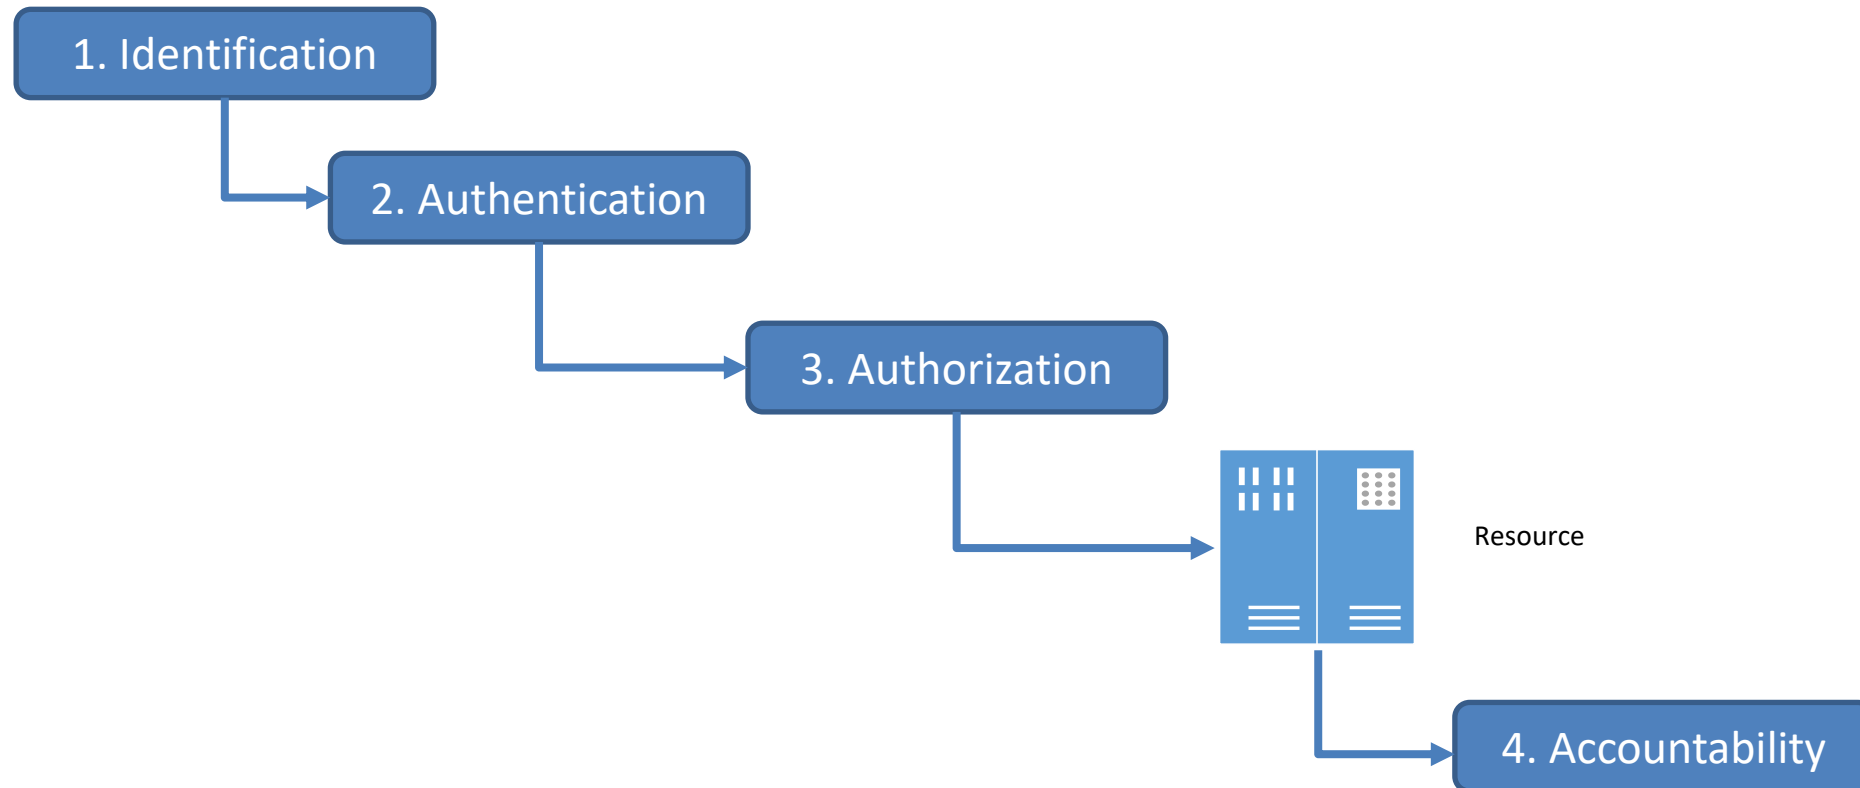 1. Identification
2. Authentication
3. Authorization
Resource
4. Accountability